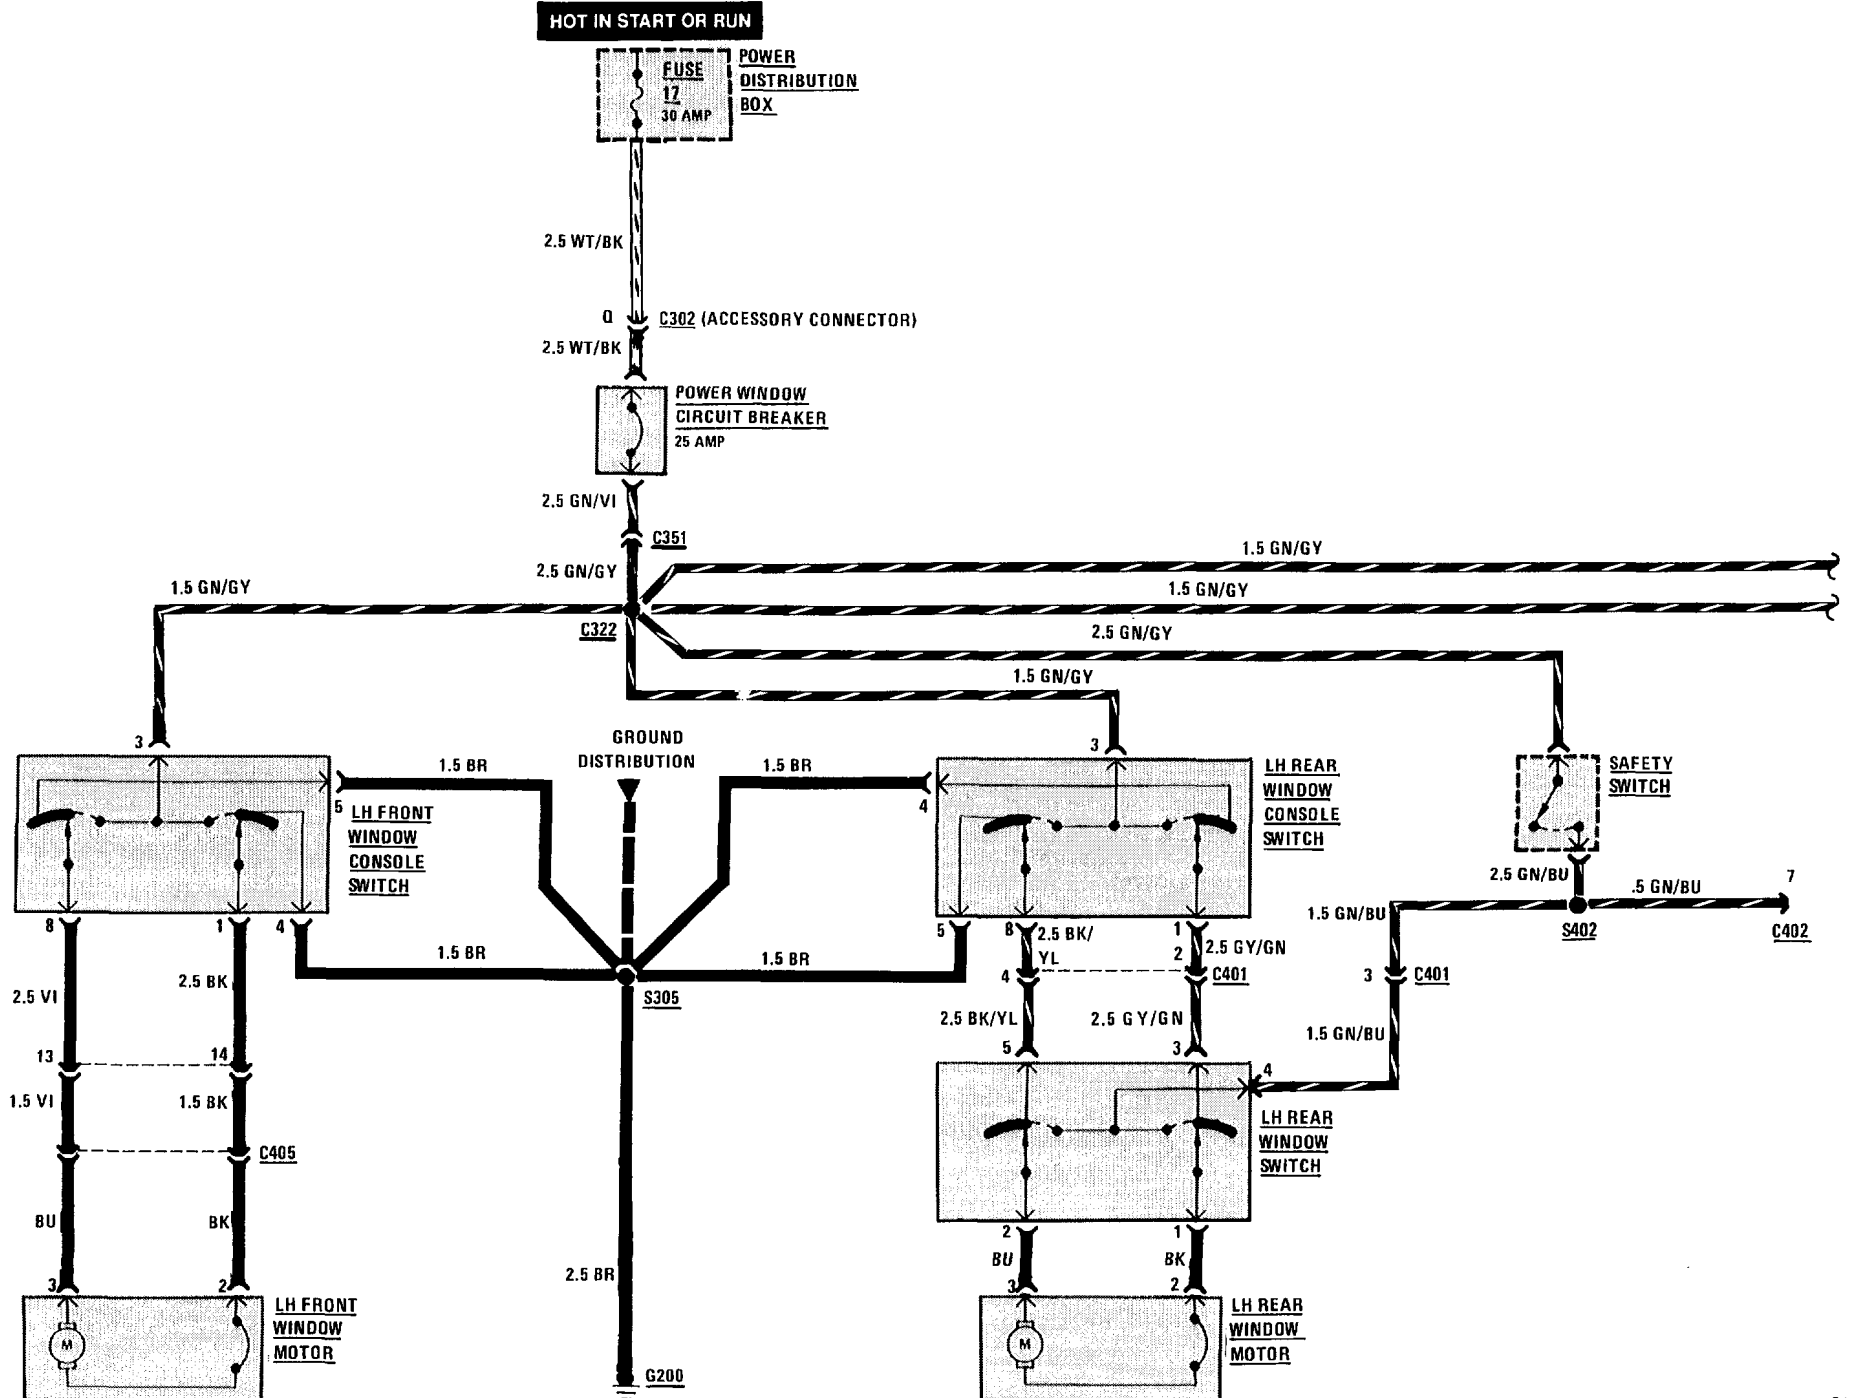 HOT IN START OR RUN
FUSE
17
30 AMP
POWER
DISTRIBUTION
BOX
2.5 WT/BK
Q
C302 (ACCESSORY CONNECTOR)
2.5 WT/BK
POWER WINDOW
CIRCUIT BREAKER
25 AMP
2.5 GN/VI
C351
2.5 GN/GY
1.5 GN/GY
1.5 GN/GY
1.5 GN/GY
C322
2.5 GN/GY
1.5 GN/GY
3
5
LH FRONT
WINDOW
CONSOLE
SWITCH
1.5 BR
GROUND
DISTRIBUTION
1.5 BR
4
3
LH REAR
WINDOW
CONSOLE
SWITCH
SAFETY
SWITCH
2.5 GN/BU
.5 GN/BU
7
1.5 GN/BU
S402
C402
8
1
4
1.5 BR
1.5 BR
S305
5
8
2.5 BK/
YL
1
2
2.5 GY/GN
4
C401
3
C401
2.5 VI
2.5 BK
2.5 BK/YL
2.5 GY/GN
1.5 GN/BU
13
14
5
3
4
1.5 VI
1.5 BK
C405
LH REAR
WINDOW
SWITCH
BU
BK
2
1
BU
BK
2.5 BR
3
2
3
2
M
LH FRONT
WINDOW
MOTOR
G200
M
LH REAR
WINDOW
MOTOR